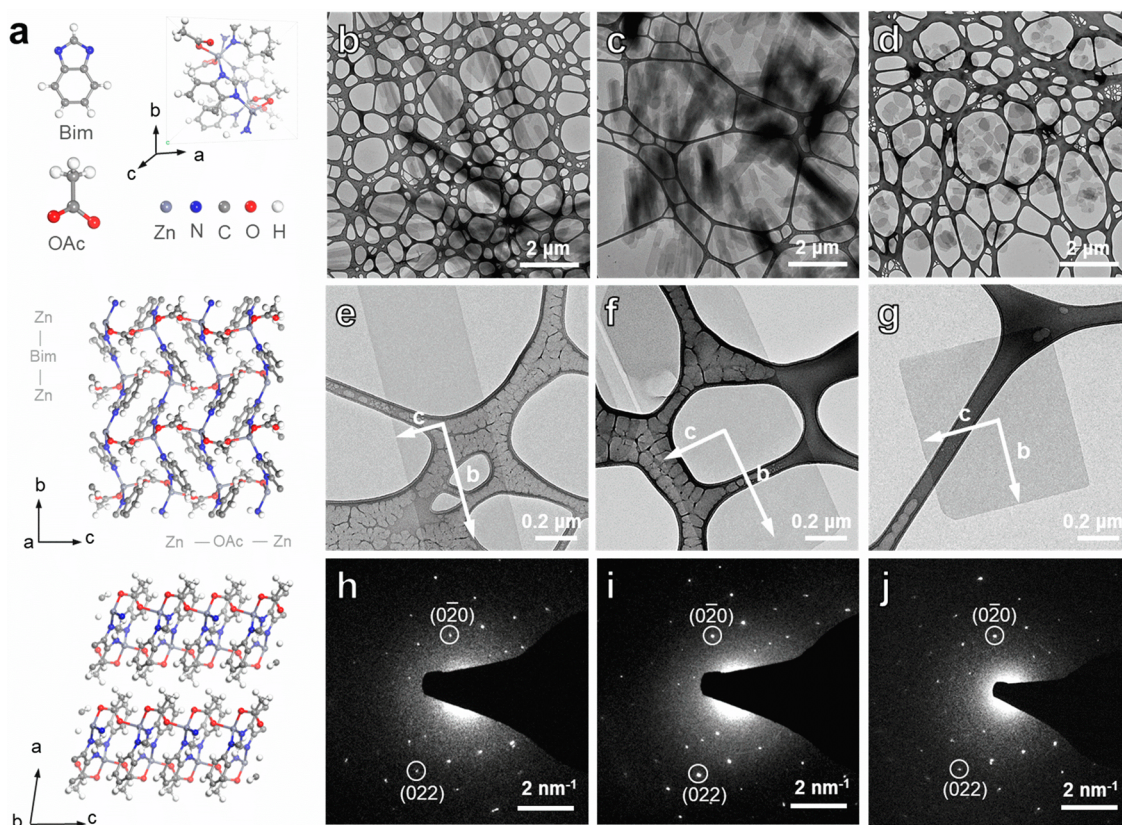 a
Bim
b
a
c
c
OAc
Zn N C O H
Zn
Bim
Zn
b
a
c
Zn — OAc — Zn
a
b
c
b
2 µm
c
2 µm
d
2 µm
e
c
b
0.2 µm
f
c
b
0.2 µm
g
c
b
0.2 µm
h
(02̄0)
(022)
2 nm⁻¹
i
(02̄0)
(022)
2 nm⁻¹
j
(02̄0)
(022)
2 nm⁻¹